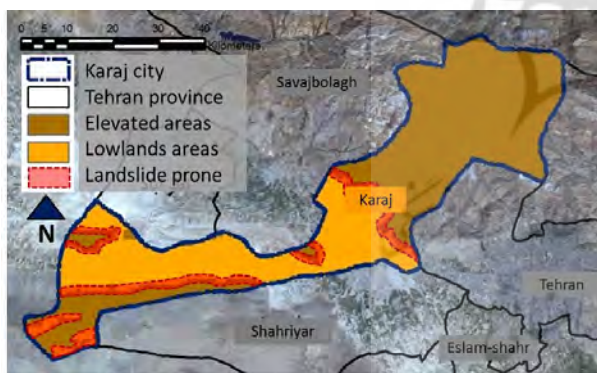 0 5 10 20 30 40
Kilometers
Karaj city
Tehran province
Elevated areas
Lowlands areas
Landslide prone
N
Savajbolagh
Karaj
Tehran
Shahriyar
Eslam-shahr